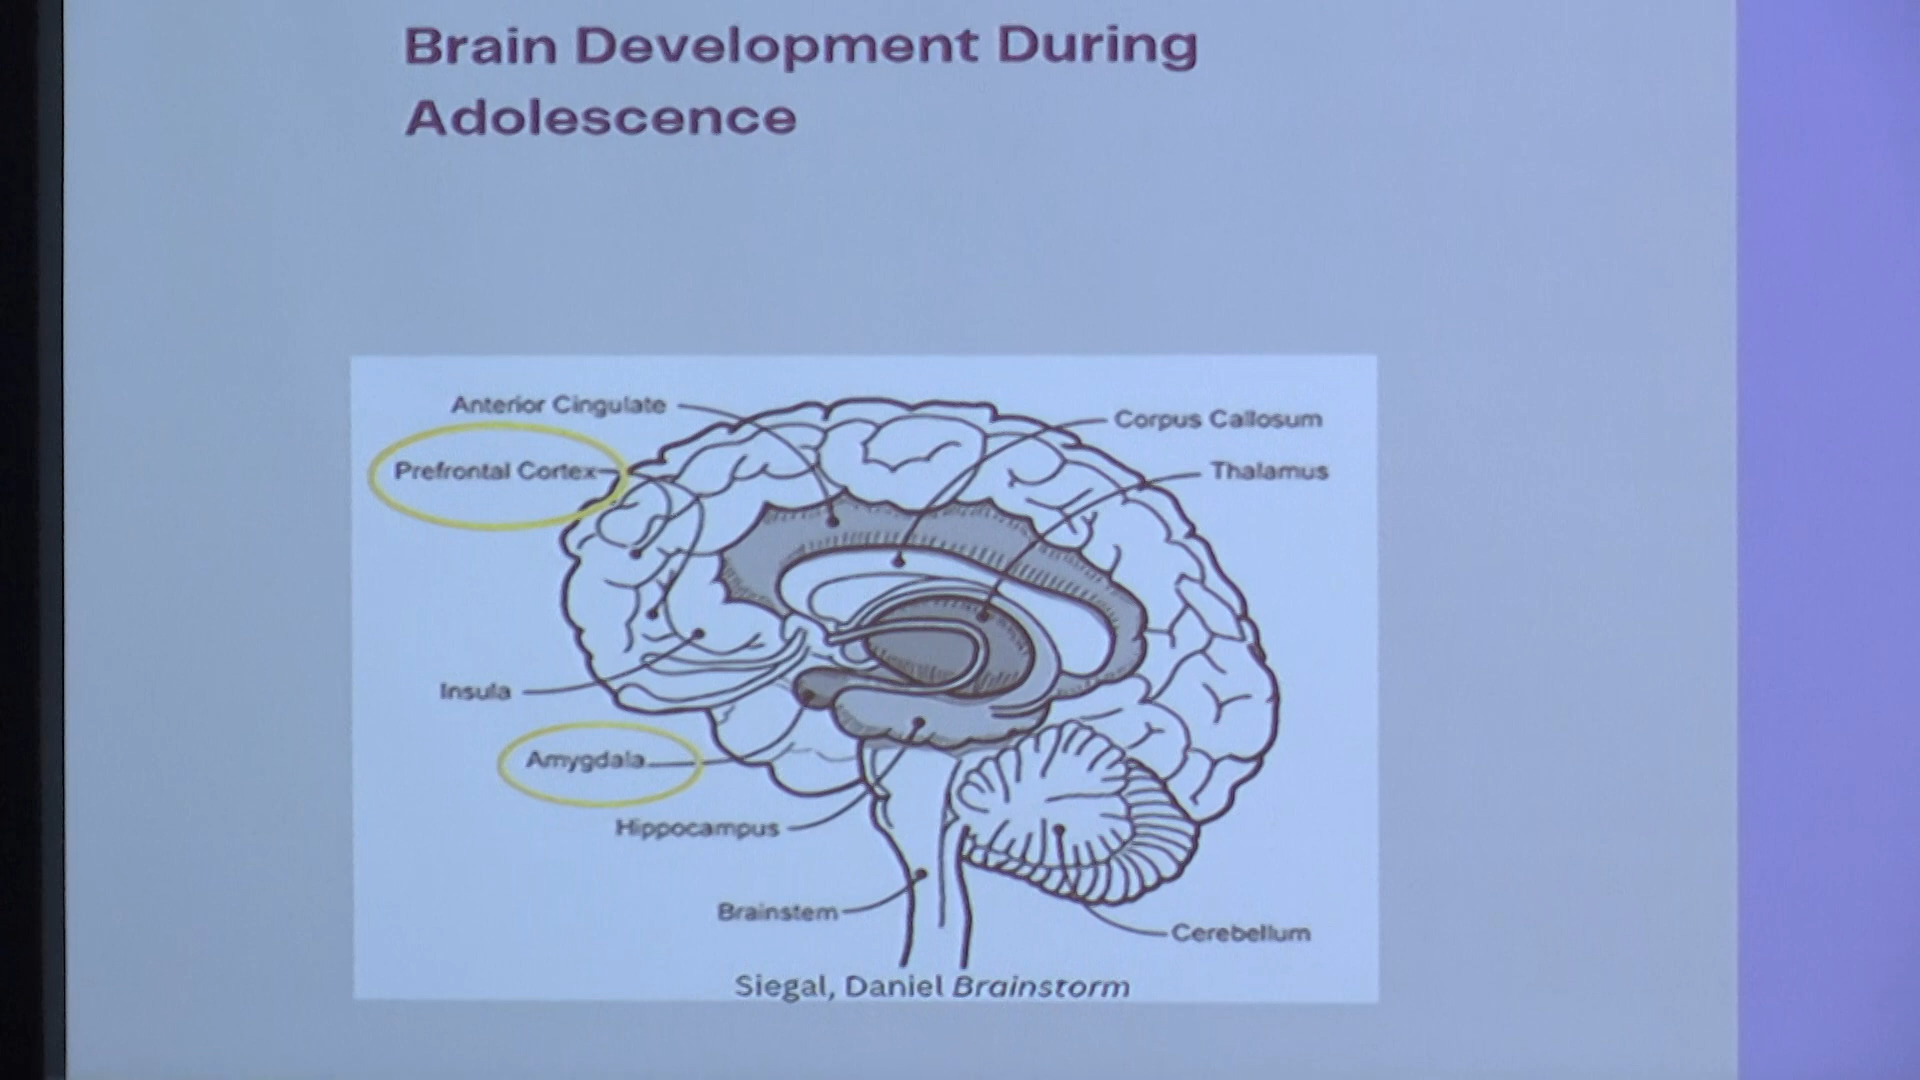 Brain Development During
Adolescence
Anterior Cingulate
Corpus Callosum
Prefrontal Cortex
Thalamus
Insula
Amygdala
Hippocampus
Brainstem
Cerebellum
Siegal, Daniel Brainstorm